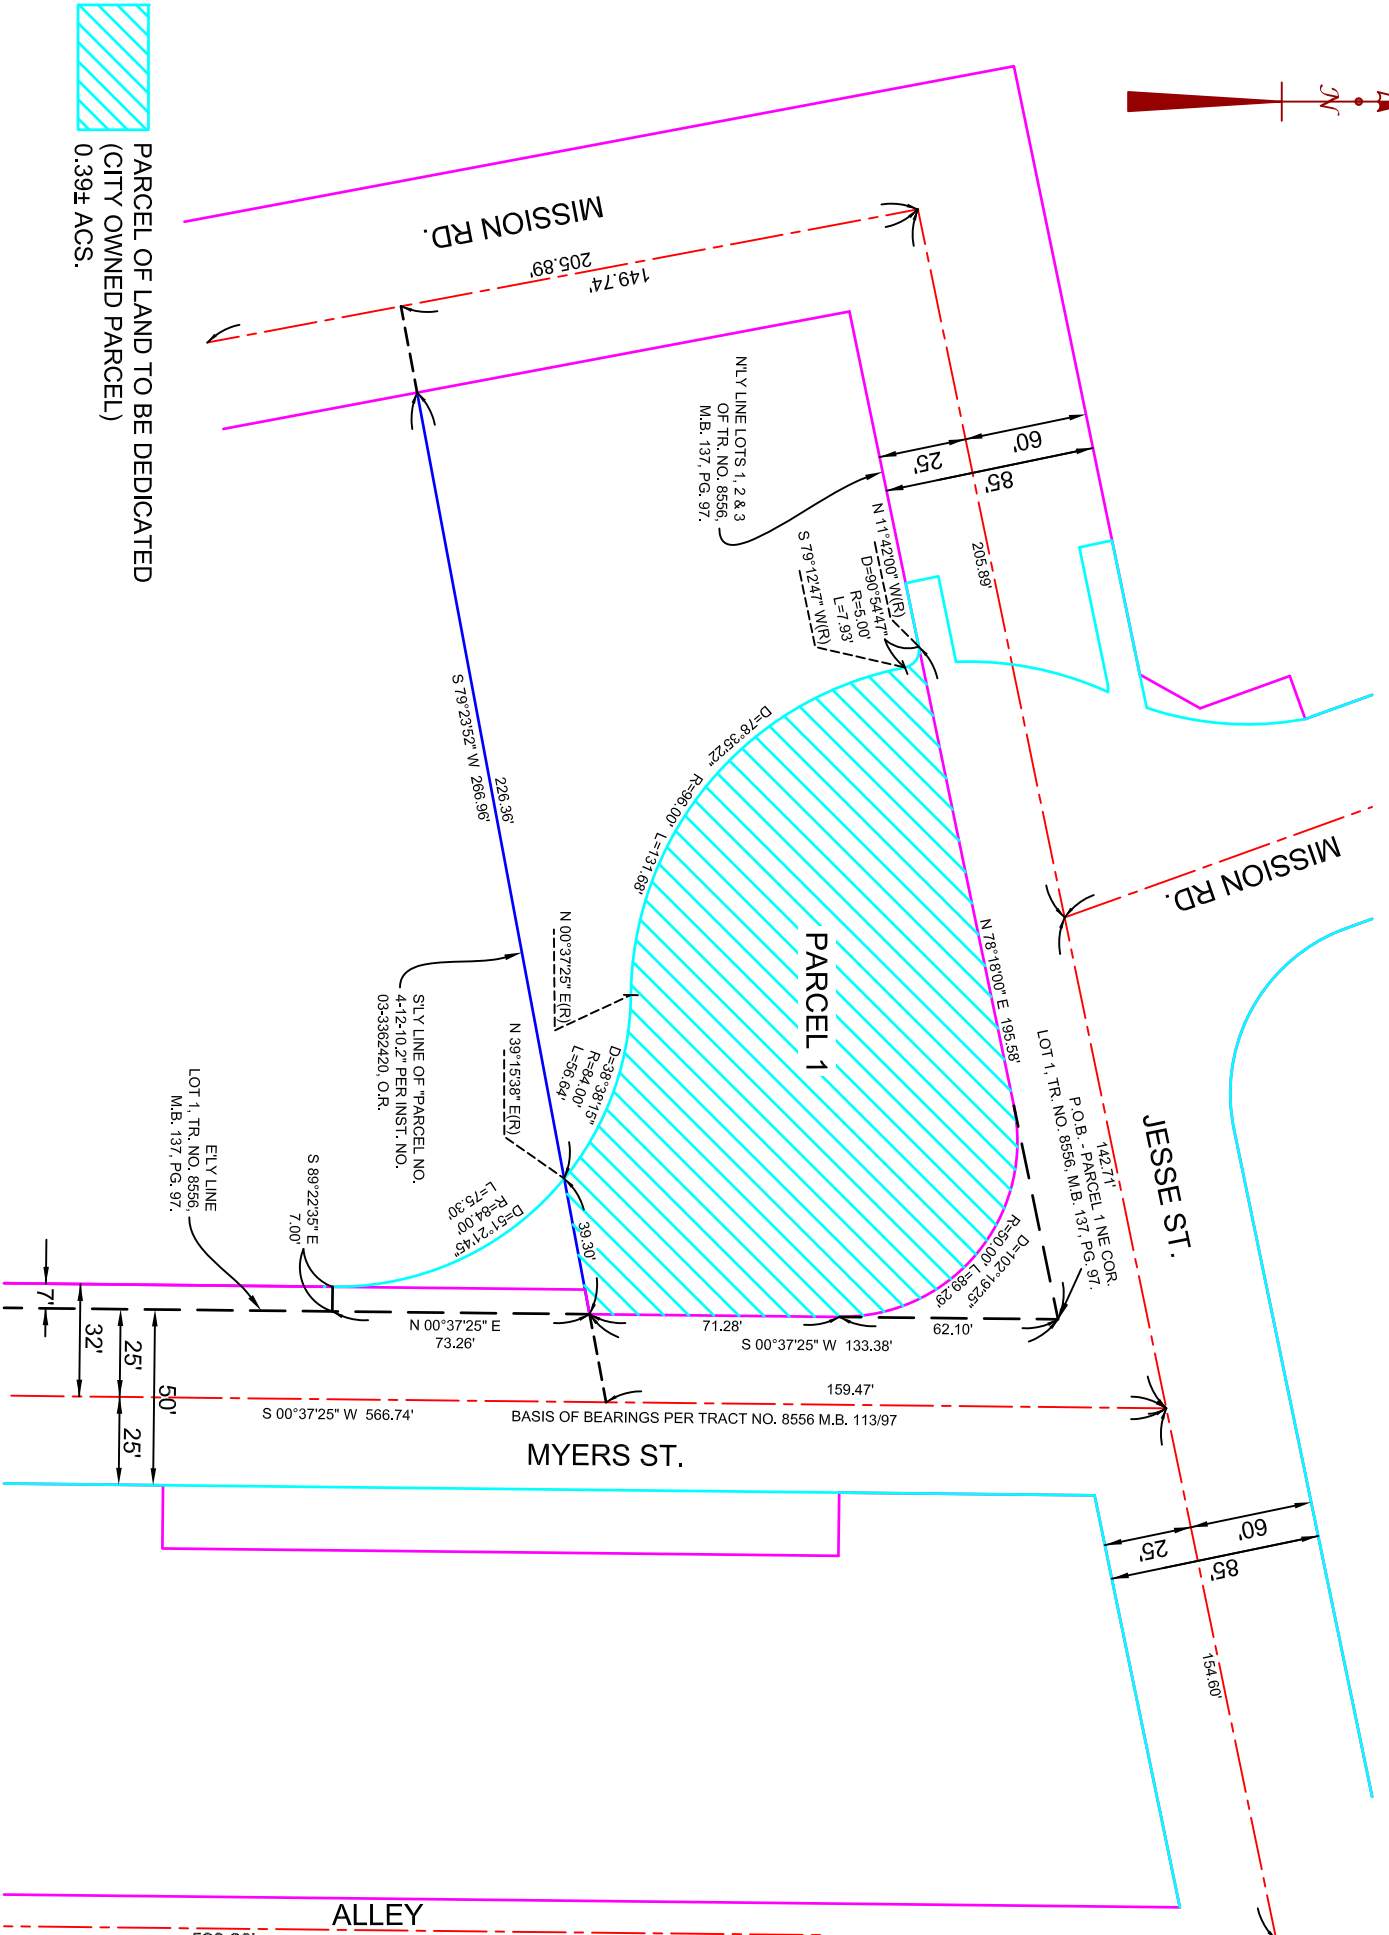 N
PARCEL OF LAND TO BE DEDICATED
(CITY OWNED PARCEL)
0.39± ACS.
MISSION RD.
205.89'
149.74'
N'LY LINE LOTS 1, 2 & 3
OF TR. NO. 8556,
M.B. 137, PG. 97.
60'
25'
85'
205.89'
N 11°42'00" W(R)
D=90°54'47"
R=5.00'
L=7.93'
S 79°12'47" W(R)
D=78°35'22"
R=96.00' L=131.68'
226.36'
S 79°23'52" W 266.96'
MISSION RD.
PARCEL 1
N 78°18'00" E 195.58'
N 00°37'25" E(R)
D=38°38'15"
R=84.00'
L=56.64'
N 39°15'38" E(R)
S'LY LINE OF "PARCEL NO.
4-12-10.2" PER INST. NO.
03-3362420, O.R.
142.71'
P.O.B. - PARCEL 1 NE COR.
LOT 1, TR. NO. 8556, M.B. 137, PG. 97.
JESSE ST.
E'LY LINE
LOT 1, TR. NO. 8556,
M.B. 137, PG. 97.
S 89°22'35" E
7.00'
D=51°21'45"
R=84.00'
L=75.30'
39.30'
D=102°19'25"
R=50.00' L=89.29'
7'
32'
25'
50'
25'
N 00°37'25" E
73.26'
71.28'
62.10'
S 00°37'25" W 133.38'
159.47'
S 00°37'25" W 566.74'
BASIS OF BEARINGS PER TRACT NO. 8556 M.B. 113/97
MYERS ST.
60'
25'
85'
154.60'
ALLEY